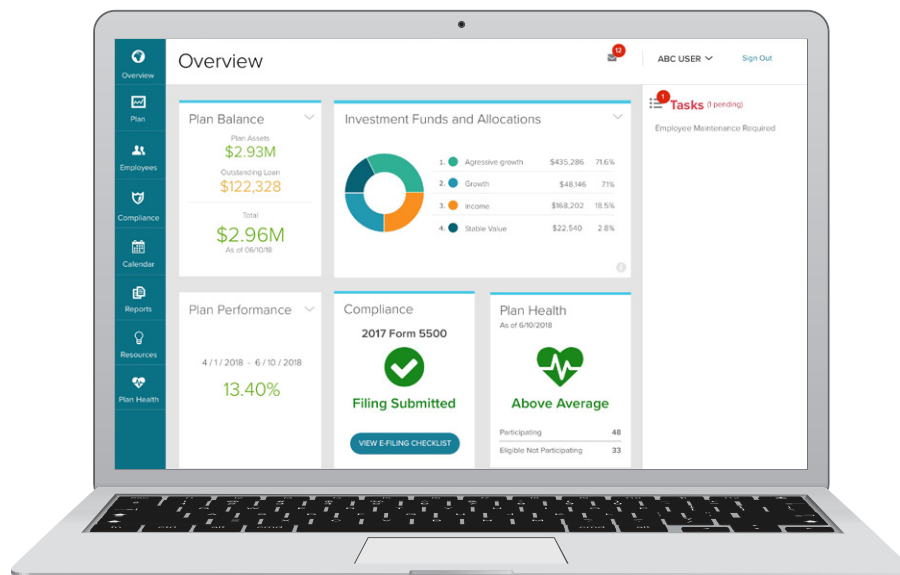 Overview
Plan
Employees
Compliance
Calendar
Reports
Resources
Plan Health
Overview
12
ABC USER
Sign Out
Plan Balance
Plan Assets
$2.93M
Outstanding Loan
$122,328
Total
$2.96M
As of 06/10/18
Investment Funds and Allocations
1. Agressive growth $435,286 71.6%
2. Growth $48,146 7.1%
3. Income $168,202 18.5%
4. Stable Value $22,540 2.8%
1
Tasks (1 pending)
Employee Maintenance Required
Plan Performance
4 / 1 / 2018 - 6 / 10 / 2018
13.40%
Compliance
2017 Form 5500
Filing Submitted
VIEW E-FILING CHECKLIST
Plan Health
As of 6/10/2018
Above Average
Participating 48
Eligible Not Participating 33